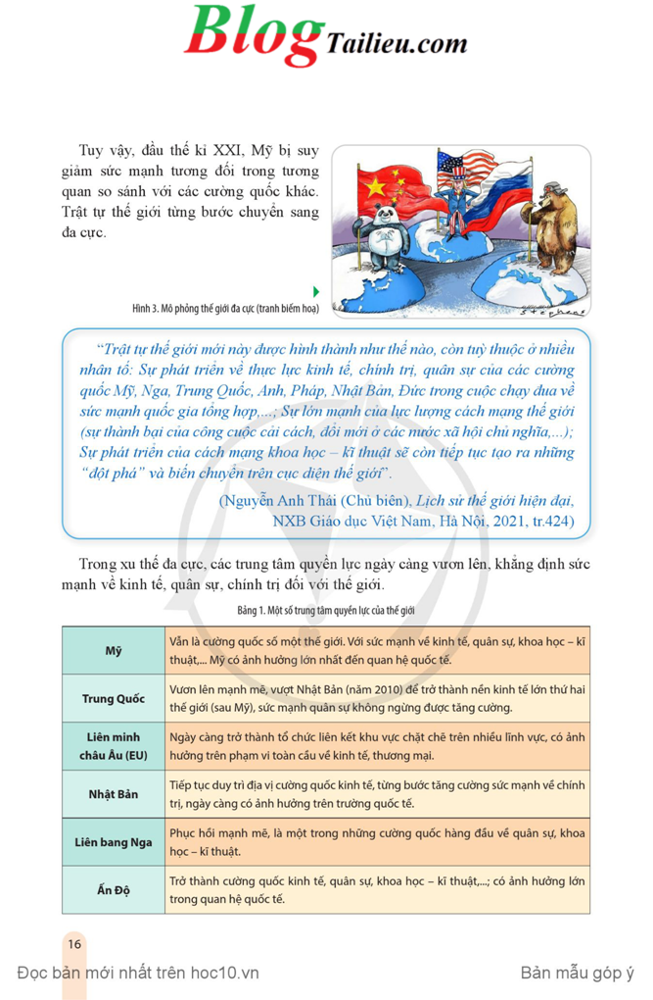 Blog Tailieu.com
Tuy vậy, đầu thế kỉ XXI, Mỹ bị suy
giảm sức mạnh tương đối trong tương
quan so sánh với các cường quốc khác.
Trật tự thế giới từng bước chuyển sang
đa cực.
Hình 3. Mô phỏng thế giới đa cực (tranh biếm hoạ)
“Trật tự thế giới mới này được hình thành như thế nào, còn tuỳ thuộc ở nhiều
nhân tố: Sự phát triển về thực lực kinh tế, chính trị, quân sự của các cường
quốc Mỹ, Nga, Trung Quốc, Anh, Pháp, Nhật Bản, Đức trong cuộc chạy đua về
sức mạnh quốc gia tổng hợp,...; Sự lớn mạnh của lực lượng cách mạng thế giới
(sự thành bại của công cuộc cải cách, đổi mới ở các nước xã hội chủ nghĩa,...);
Sự phát triển của cách mạng khoa học – kĩ thuật sẽ còn tiếp tục tạo ra những
“đột phá” và biến chuyển trên cục diện thế giới”.
(Nguyễn Anh Thái (Chủ biên), Lịch sử thế giới hiện đại,
NXB Giáo dục Việt Nam, Hà Nội, 2021, tr.424)
Trong xu thế đa cực, các trung tâm quyền lực ngày càng vươn lên, khẳng định sức
mạnh về kinh tế, quân sự, chính trị đối với thế giới.
Bảng 1. Một số trung tâm quyền lực của thế giới
Mỹ
Vẫn là cường quốc số một thế giới. Với sức mạnh về kinh tế, quân sự, khoa học – kĩ
thuật,... Mỹ có ảnh hưởng lớn nhất đến quan hệ quốc tế.
Trung Quốc
Vươn lên mạnh mẽ, vượt Nhật Bản (năm 2010) để trở thành nền kinh tế lớn thứ hai
thế giới (sau Mỹ), sức mạnh quân sự không ngừng được tăng cường.
Liên minh
châu Âu (EU)
Ngày càng trở thành tổ chức liên kết khu vực chặt chẽ trên nhiều lĩnh vực, có ảnh
hưởng trên phạm vi toàn cầu về kinh tế, thương mại.
Nhật Bản
Tiếp tục duy trì địa vị cường quốc kinh tế, từng bước tăng cường sức mạnh về chính
trị, ngày càng có ảnh hưởng trên trường quốc tế.
Liên bang Nga
Phục hồi mạnh mẽ, là một trong những cường quốc hàng đầu về quân sự, khoa
học – kĩ thuật.
Ấn Độ
Trở thành cường quốc kinh tế, quân sự, khoa học – kĩ thuật,...; có ảnh hưởng lớn
trong quan hệ quốc tế.
16
Đọc bản mới nhất trên hoc10.vn
Bản mẫu góp ý